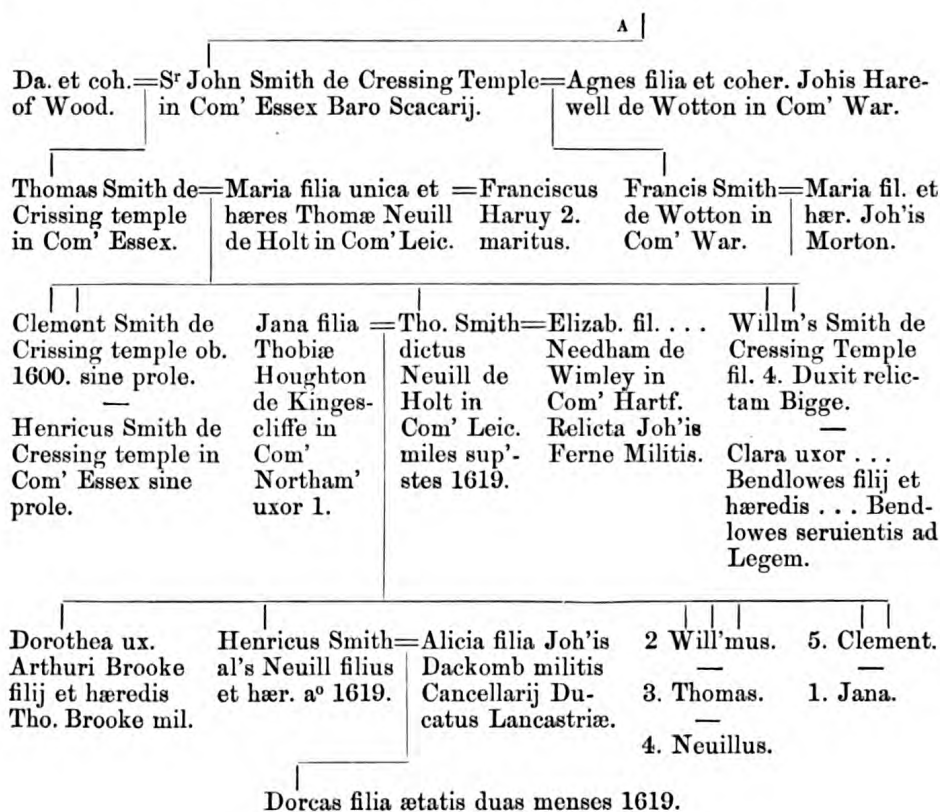 A
Da. et coh.=Sr John Smith de Cressing Temple=Agnes filia et coher. Johis Hare-
of Wood. in Com' Essex Baro Scacarij. well de Wotton in Com' War.
Thomas Smith de=Maria filia unica et =Franciscus
Crissing temple hæres Thomæ Neuill Haruy 2.
in Com' Essex. de Holt in Com' Leic. maritus.
Francis Smith=Maria fil. et
de Wotton in hær. Joh'is
Com' War. Morton.
Clement Smith de
Crissing temple ob.
1600. sine prole.
—
Henricus Smith de
Cressing temple in
Com' Essex sine
prole.
Jana filia
Thobiæ
Houghton
de Kinges-
cliffe in
Com'
Northam'
uxor 1.
=Tho. Smith=
dictus
Neuill de
Holt in
Com' Leic.
miles sup'-
stes 1619.
Elizab. fil. . . .
Needham de
Wimley in
Com' Hartf.
Relicta Joh'is
Ferne Militis.
Willm's Smith de
Cressing Temple
fil. 4. Duxit relic-
tam Bigge.
—
Clara uxor . . .
Bendlowes filij et
hæredis . . . Bend-
lowes seruientis ad
Legem.
Dorothea ux.
Arthuri Brooke
filij et hæredis
Tho. Brooke mil.
Henricus Smith=
al's Neuill filius
et hær. aº 1619.
Alicia filia Joh'is
Dackomb militis
Cancellarij Du-
catus Lancastriæ.
2 Will'mus.
—
3. Thomas.
—
4. Neuillus.
5. Clement.
—
1. Jana.
Dorcas filia ætatis duas menses 1619.